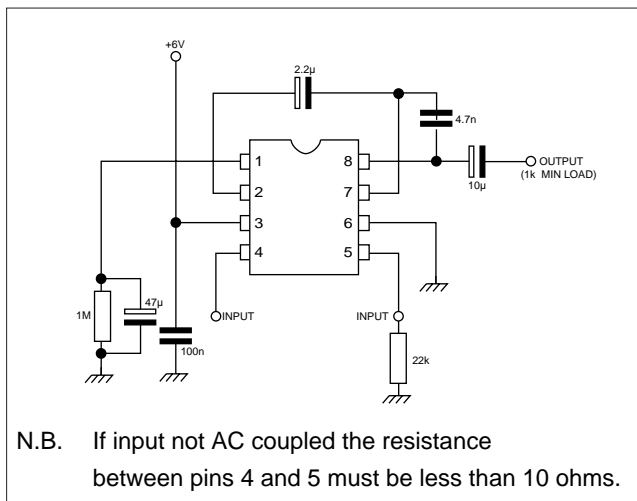 +6V
2.2µ
4.7n
1
8
OUTPUT
(1k MIN LOAD)
10µ
2
7
3
6
4
5
47µ
1M
INPUT
INPUT
100n
22k
N.B. If input not AC coupled the resistance
between pins 4 and 5 must be less than 10 ohms.